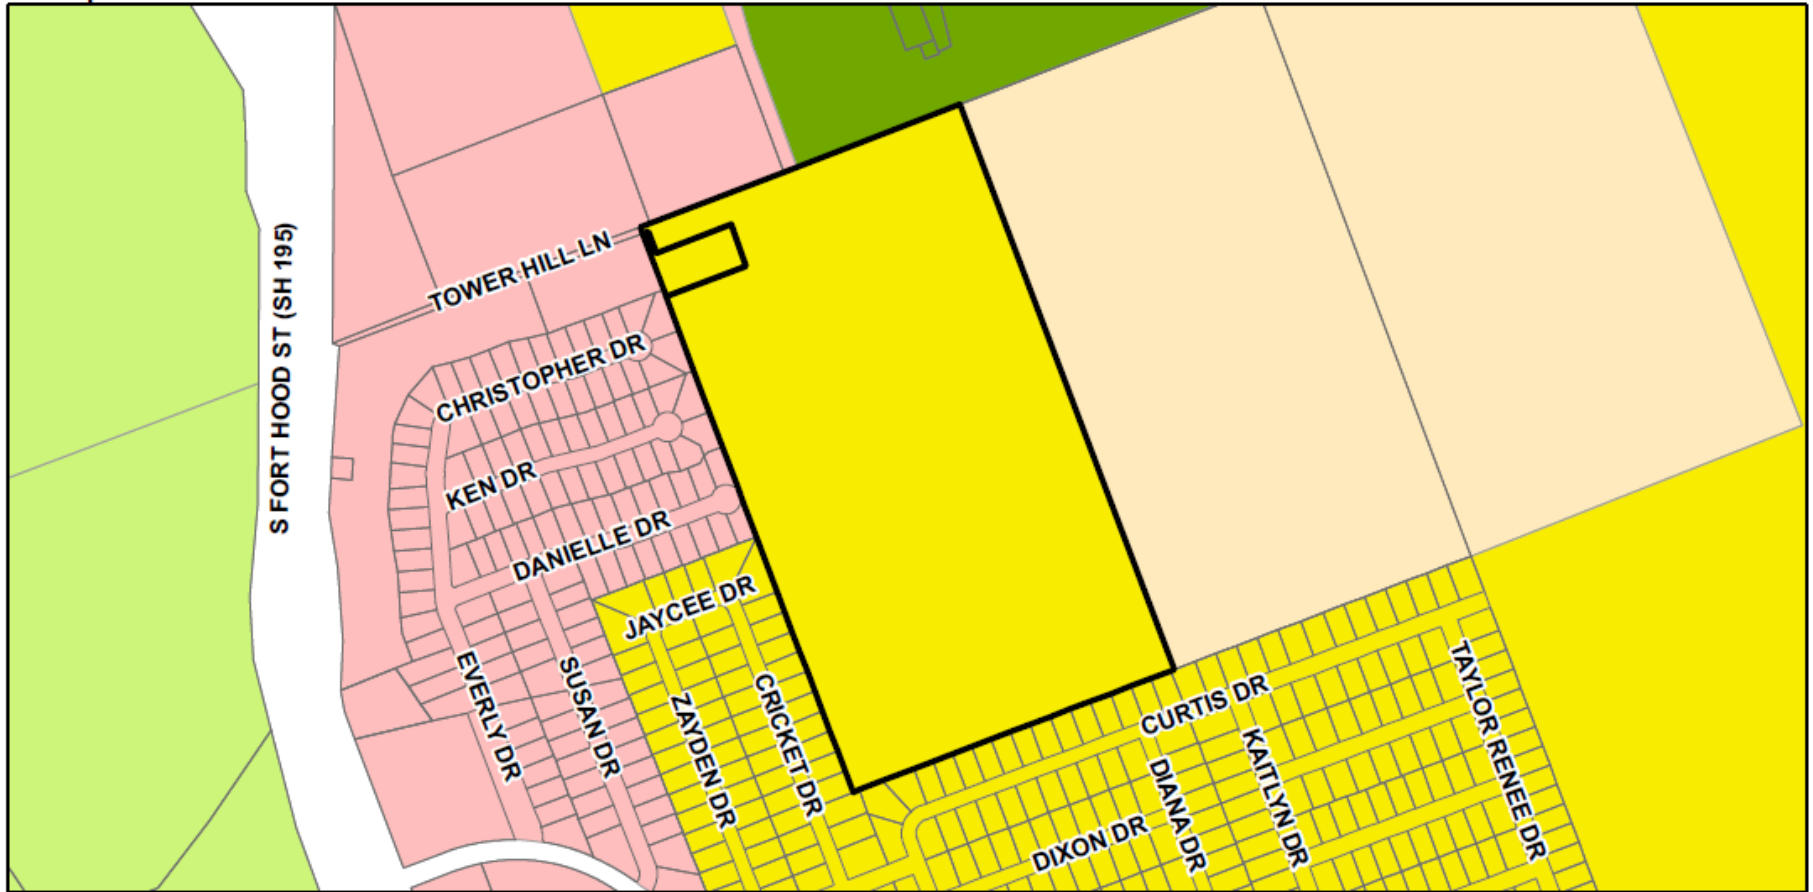 TOWER HILL LN
S FORT HOOD ST (SH 195)
CHRISTOPHER DR
KEN DR
DANIELLE DR
JAYCEE DR
EVERLY DR
SUSAN DR
ZAYDEN DR
CRICKET DR
CURTIS DR
TAYLOR RENEE DR
KAITLYN DR
DIANA DR
DIXON DR